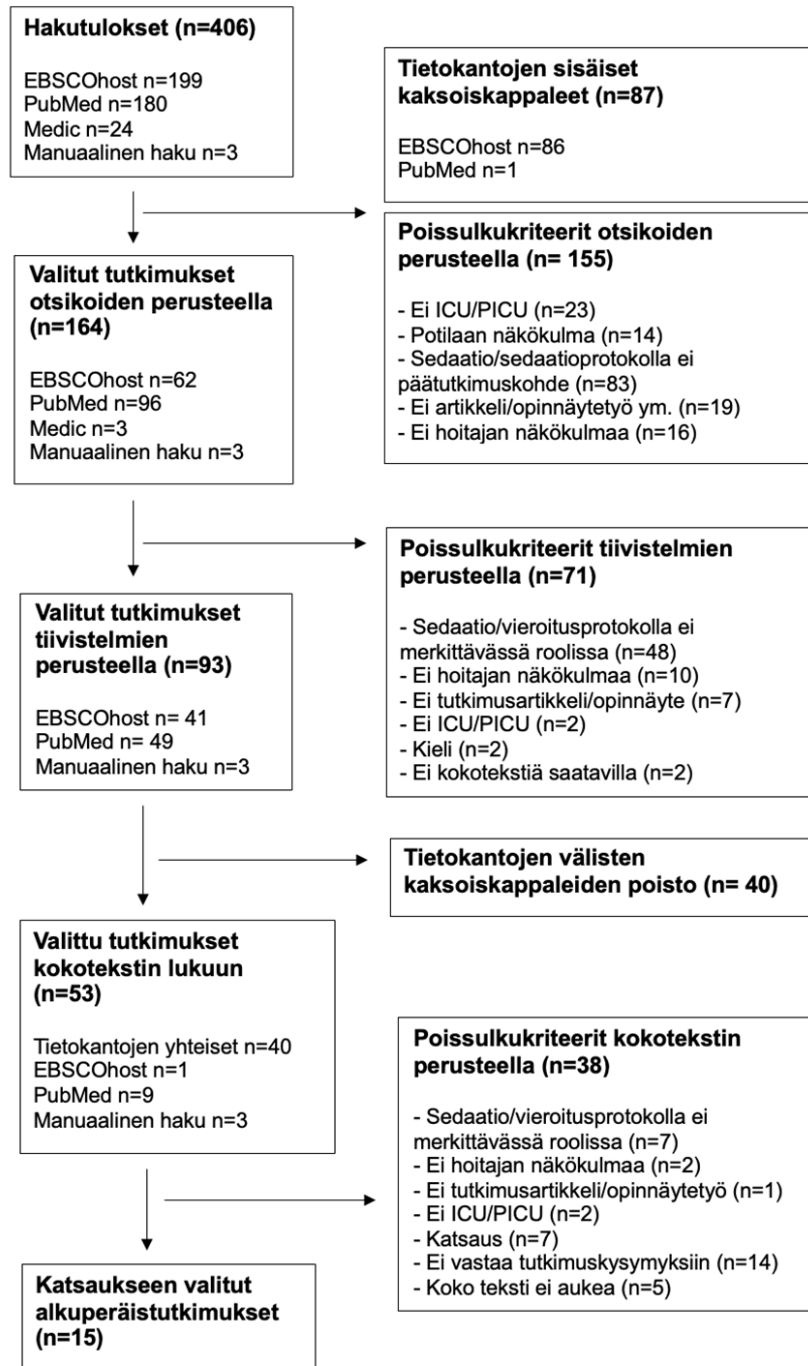 Hakutulokset (n=406)
EBSCOhost n=199
PubMed n=180
Medic n=24
Manuaalinen haku n=3
Tietokantojen sisäiset
kaksoiskappaleet (n=87)
EBSCOhost n=86
PubMed n=1
Valitut tutkimukset
otsikoiden perusteella
(n=164)
EBSCOhost n=62
PubMed n=96
Medic n=3
Manuaalinen haku n=3
Poissulkukriteerit otsikoiden
perusteella (n= 155)
- Ei ICU/PICU (n=23)
- Potilaan näkökulma (n=14)
- Sedaatio/sedaatioprotokolla ei
päätutkimuskohde (n=83)
- Ei artikkeli/opinnäytetyö ym. (n=19)
- Ei hoitajan näkökulmaa (n=16)
Valitut tutkimukset
tiivistelmien
perusteella (n=93)
EBSCOhost n= 41
PubMed n= 49
Manuaalinen haku n=3
Poissulkukriteerit tiivistelmien
perusteella (n=71)
- Sedaatio/vieroitusprotokolla ei
merkittävässä roolissa (n=48)
- Ei hoitajan näkökulmaa (n=10)
- Ei tutkimusartikkeli/opinnäyte (n=7)
- Ei ICU/PICU (n=2)
- Kieli (n=2)
- Ei kokotekstiä saatavilla (n=2)
Tietokantojen välisten
kaksoiskappaleiden poisto (n= 40)
Valittu tutkimukset
kokotekstin lukuun
(n=53)
Tietokantojen yhteiset n=40
EBSCOhost n=1
PubMed n=9
Manuaalinen haku n=3
Poissulkukriteerit kokotekstin
perusteella (n=38)
- Sedaatio/vieroitusprotokolla ei
merkittävässä roolissa (n=7)
- Ei hoitajan näkökulmaa (n=2)
- Ei tutkimusartikkeli/opinnäytetyö (n=1)
- Ei ICU/PICU (n=2)
- Katsaus (n=7)
- Ei vastaa tutkimuskysymyksiin (n=14)
- Koko teksti ei aukea (n=5)
Katsaukseen valitut
alkuperäistutkimukset
(n=15)